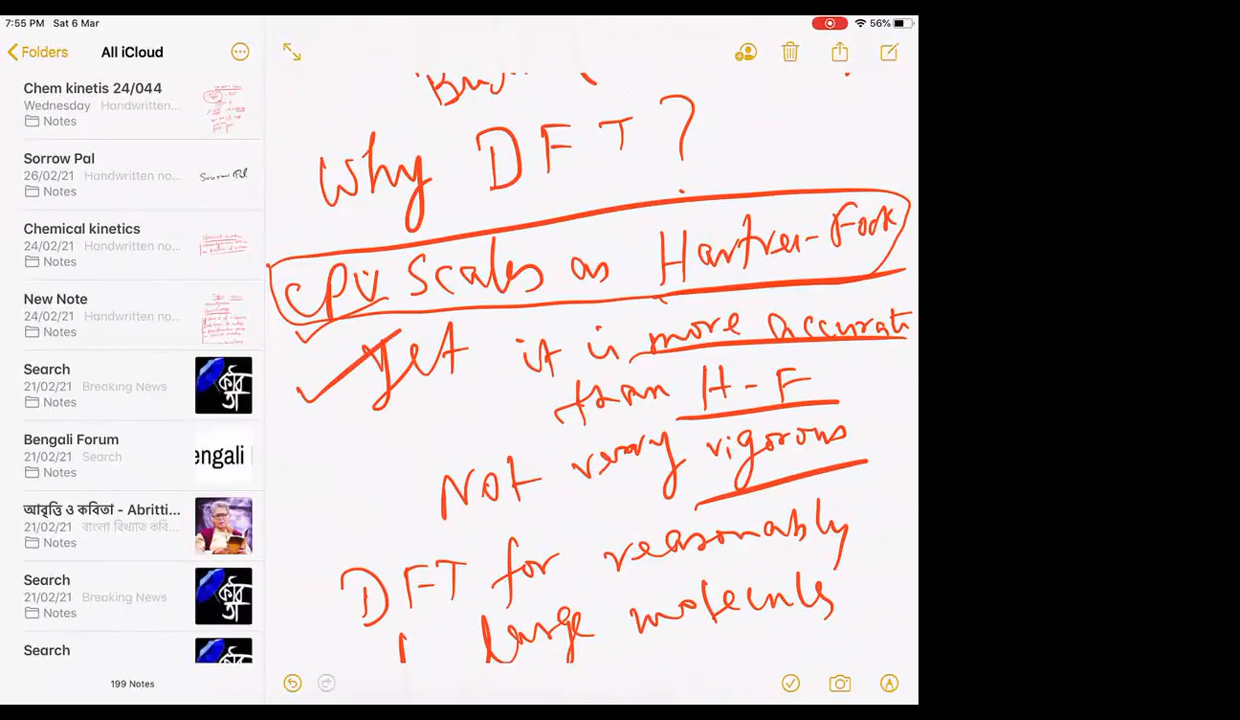 7:55 PM Sat 6 Mar
56%
Folders
All iCloud
Chem kinetis 24/044
Wednesday Handwritten...
Notes
Sorrow Pal
26/02/21 Handwritten no...
Notes
Sorrow Pal
Chemical kinetics
24/02/21 Handwritten no...
Notes
New Note
24/02/21 Handwritten no...
Notes
Search
21/02/21 Breaking News
Notes
Bengali Forum
21/02/21 Search
Notes
engali
আবৃত্তি ও কবিতা - Abritti...
21/02/21
Notes
Search
21/02/21 Breaking News
Notes
Search
199 Notes
Why DFT?
CPU Scales as Hartree-Fock
Yet it is more accurate
than H-F
Not very rigorous
DFT for reasonably
large molecules